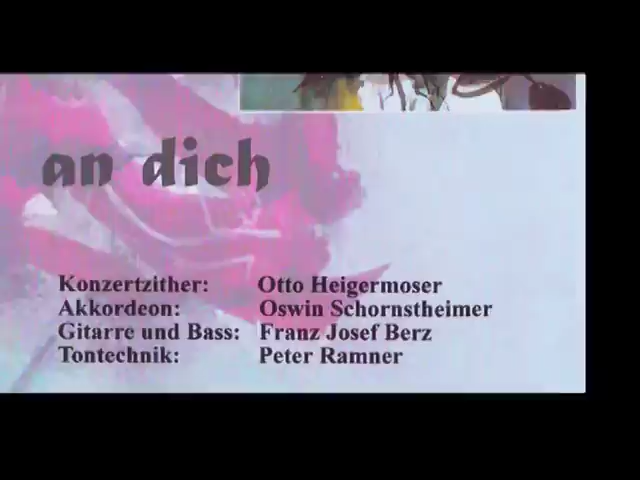 an dich
Konzertzither: Otto Heigermoser
Akkordeon: Oswin Schornstheimer
Gitarre und Bass: Franz Josef Berz
Tontechnik: Peter Ramner